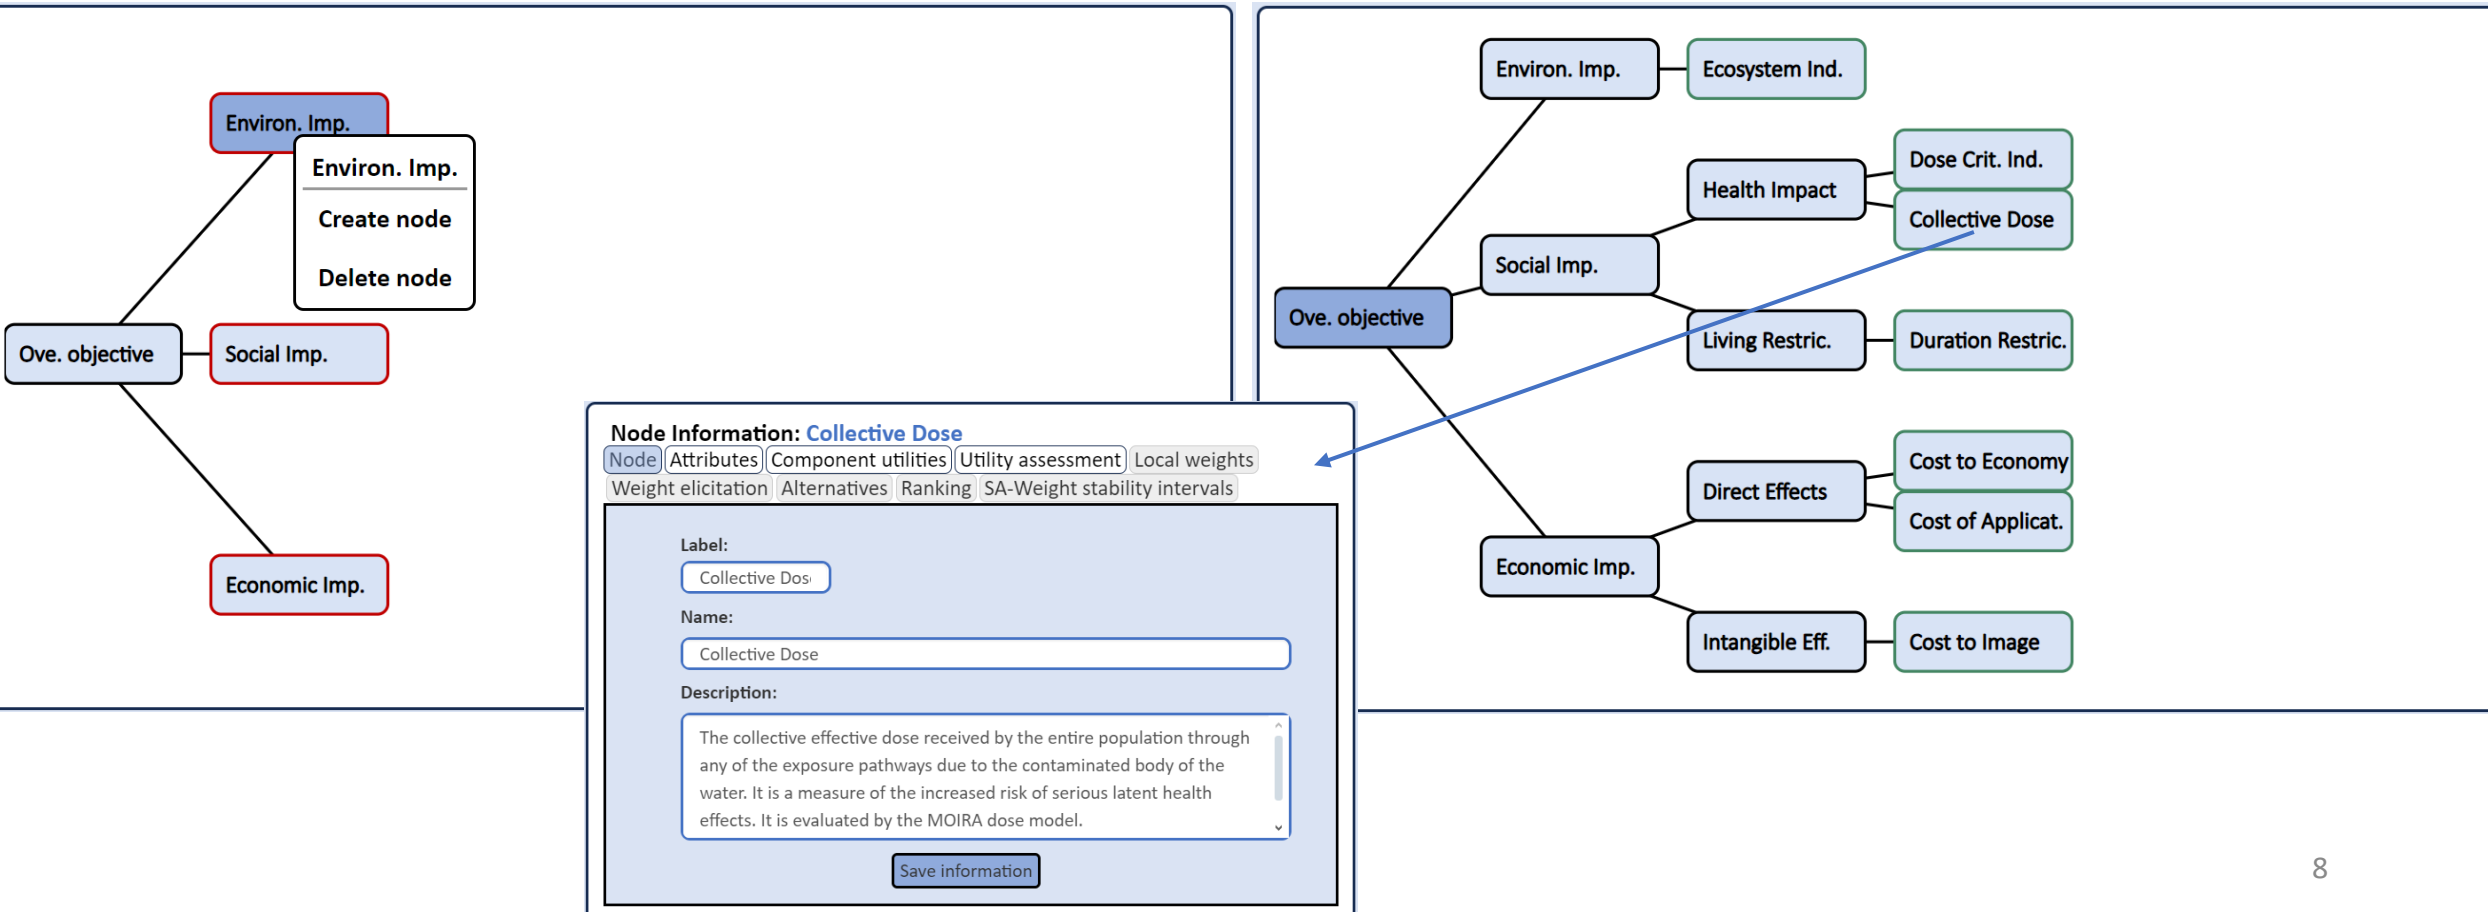 Environ. Imp.
Environ. Imp.
Create node
Delete node
Ove. objective
Social Imp.
Economic Imp.
Environ. Imp.
Ecosystem Ind.
Dose Crit. Ind.
Health Impact
Collective Dose
Social Imp.
Ove. objective
Living Restric.
Duration Restric.
Cost to Economy
Direct Effects
Cost of Applicat.
Economic Imp.
Intangible Eff.
Cost to Image
Node Information: Collective Dose
Node Attributes Component utilities Utility assessment Local weights
Weight elicitation Alternatives Ranking SA-Weight stability intervals
Label:
Collective Dos
Name:
Collective Dose
Description:
The collective effective dose received by the entire population through
any of the exposure pathways due to the contaminated body of the
water. It is a measure of the increased risk of serious latent health
effects. It is evaluated by the MOIRA dose model.
Save information
8